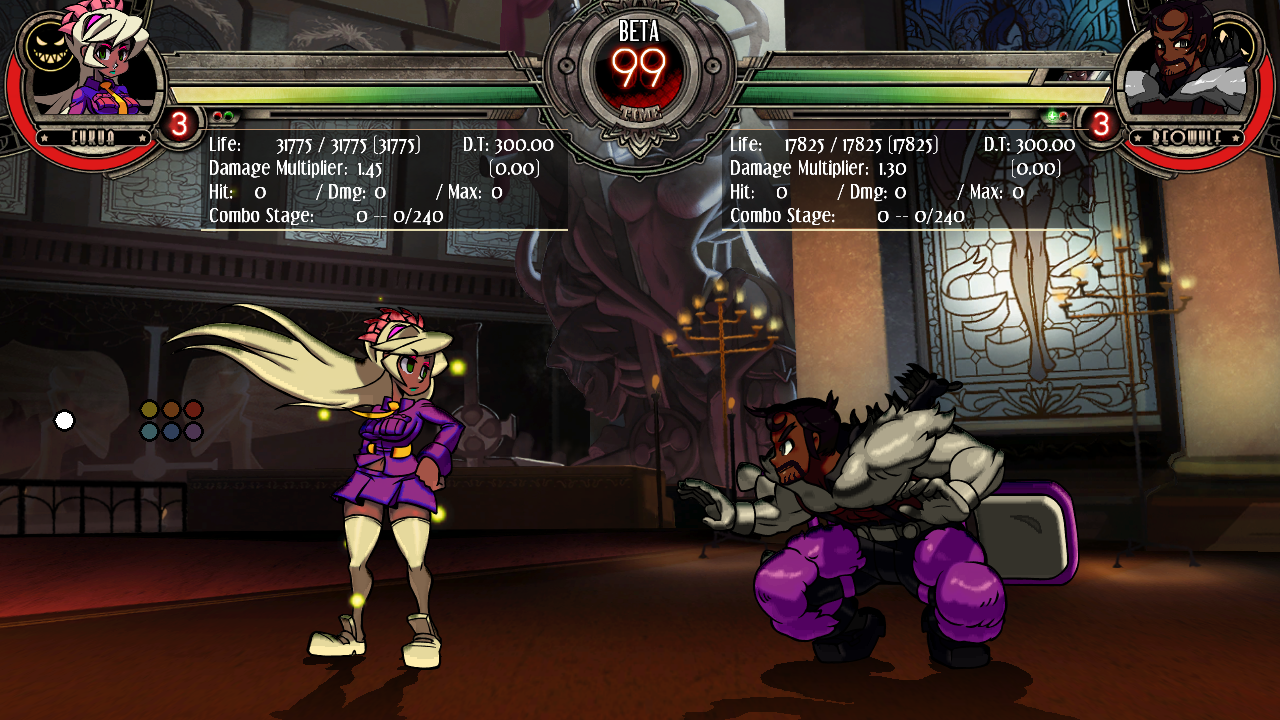 BETA
99
TIME
3
FUKUA
3
BEOWULF
Life: 31775 / 31775 (31775) D.T: 300.00
Damage Multiplier: 1.45 (0.00)
Hit: 0 / Dmg: 0 / Max: 0
Combo Stage: 0 -- 0/240
Life: 17825 / 17825 (17825) D.T: 300.00
Damage Multiplier: 1.30 (0.00)
Hit: 0 / Dmg: 0 / Max: 0
Combo Stage: 0 -- 0/240